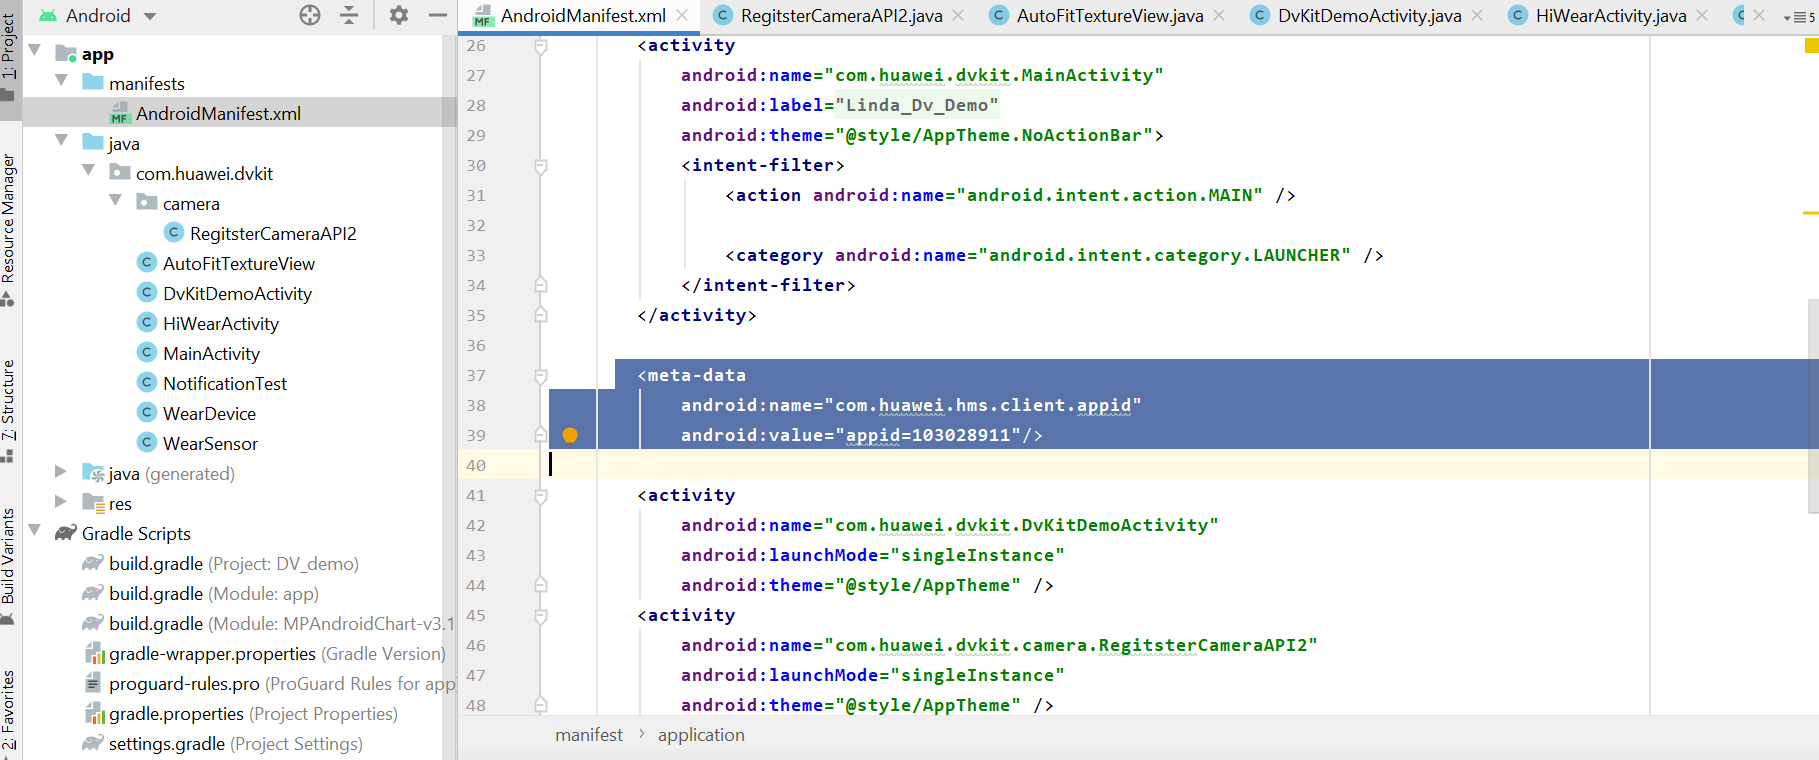 Android
AndroidManifest.xml
RegitsterCameraAPI2.java
AutoFitTextureView.java
DvKitDemoActivity.java
HiWearActivity.java
5
1: Project
Resource Manager
7: Structure
Build Variants
2: Favorites
app
manifests
AndroidManifest.xml
java
com.huawei.dvkit
camera
RegitsterCameraAPI2
AutoFitTextureView
DvKitDemoActivity
HiWearActivity
MainActivity
NotificationTest
WearDevice
WearSensor
java (generated)
res
Gradle Scripts
build.gradle (Project: DV_demo)
build.gradle (Module: app)
build.gradle (Module: MPAndroidChart-v3.1
gradle-wrapper.properties (Gradle Version)
proguard-rules.pro (ProGuard Rules for app
gradle.properties (Project Properties)
settings.gradle (Project Settings)
26 <activity
27 android:name="com.huawei.dvkit.MainActivity"
28 android:label="Linda_Dv_Demo"
29 android:theme="@style/AppTheme.NoActionBar">
30 <intent-filter>
31 <action android:name="android.intent.action.MAIN" />
32
33 <category android:name="android.intent.category.LAUNCHER" />
34 </intent-filter>
35 </activity>
36
37 <meta-data
38 android:name="com.huawei.hms.client.appid"
39 android:value="appid=103028911"/>
40
41 <activity
42 android:name="com.huawei.dvkit.DvKitDemoActivity"
43 android:launchMode="singleInstance"
44 android:theme="@style/AppTheme" />
45 <activity
46 android:name="com.huawei.dvkit.camera.RegitsterCameraAPI2"
47 android:launchMode="singleInstance"
48 android:theme="@style/AppTheme" />
manifest › application